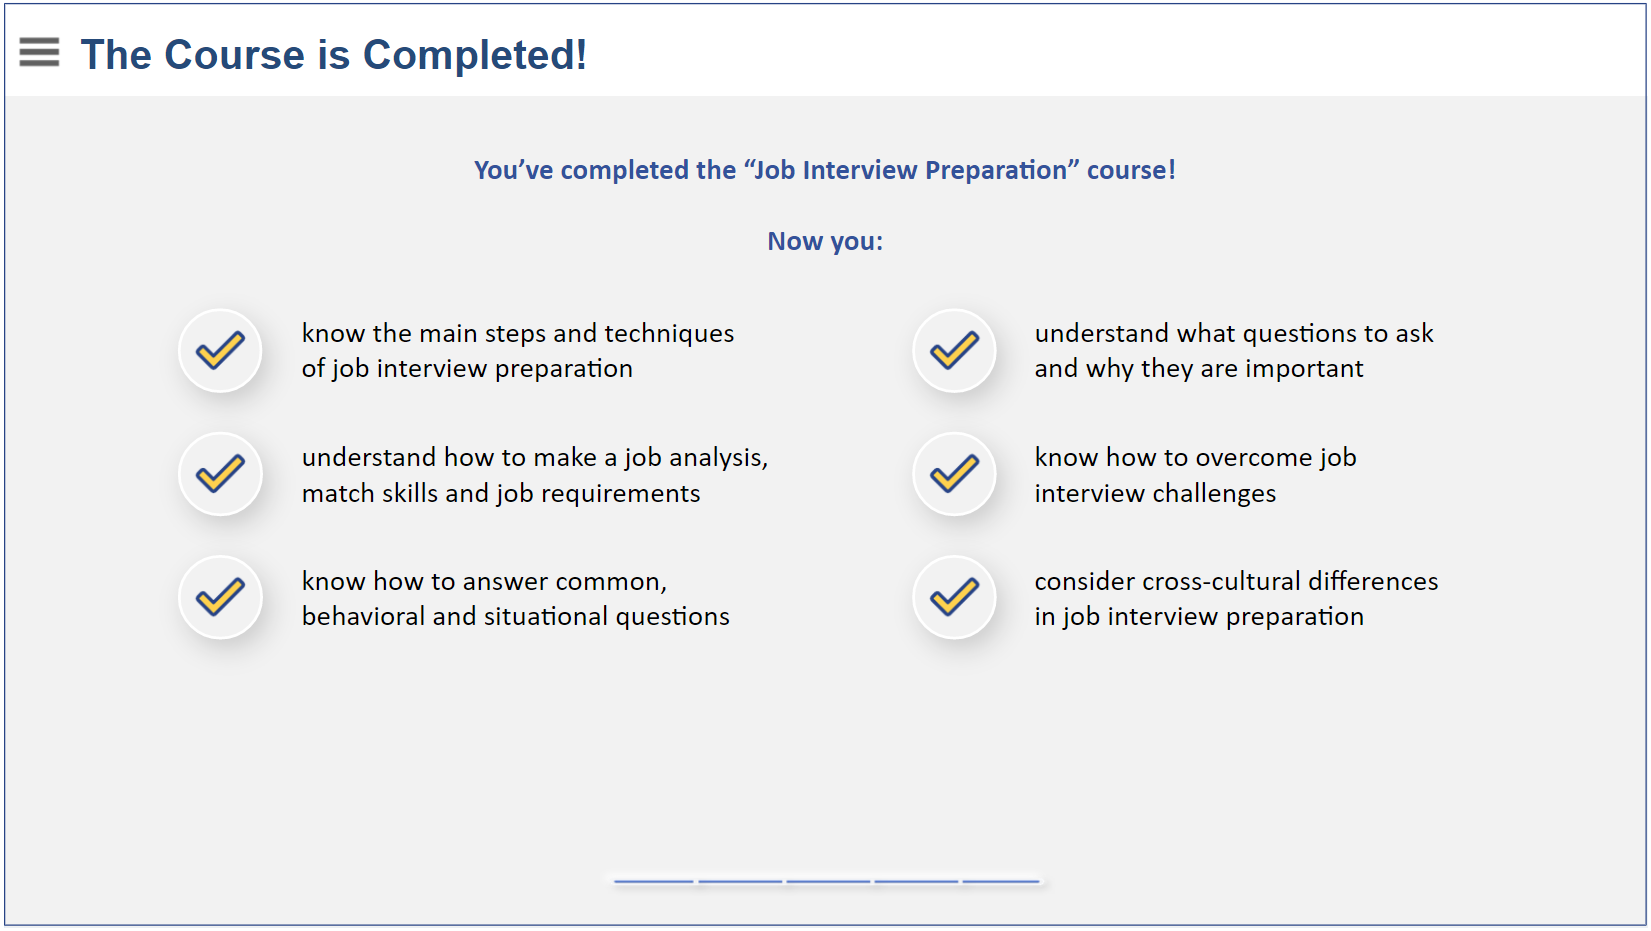 The Course is Completed!
You’ve completed the “Job Interview Preparation” course!
Now you:
know the main steps and techniques
of job interview preparation
understand how to make a job analysis,
match skills and job requirements
know how to answer common,
behavioral and situational questions
understand what questions to ask
and why they are important
know how to overcome job
interview challenges
consider cross-cultural differences
in job interview preparation